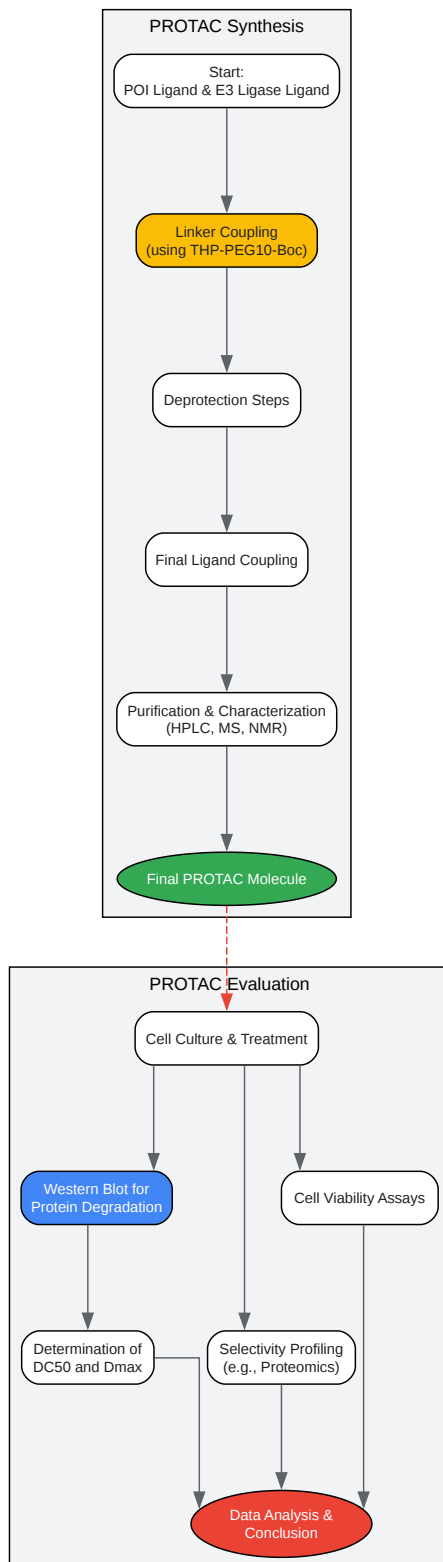 PROTAC Synthesis
Start:
POI Ligand & E3 Ligase Ligand
Linker Coupling
(using THP-PEG10-Boc)
Deprotection Steps
Final Ligand Coupling
Purification & Characterization
(HPLC, MS, NMR)
Final PROTAC Molecule
PROTAC Evaluation
Cell Culture & Treatment
Western Blot for
Protein Degradation
Cell Viability Assays
Determination of
DC50 and Dmax
Selectivity Profiling
(e.g., Proteomics)
Data Analysis &
Conclusion